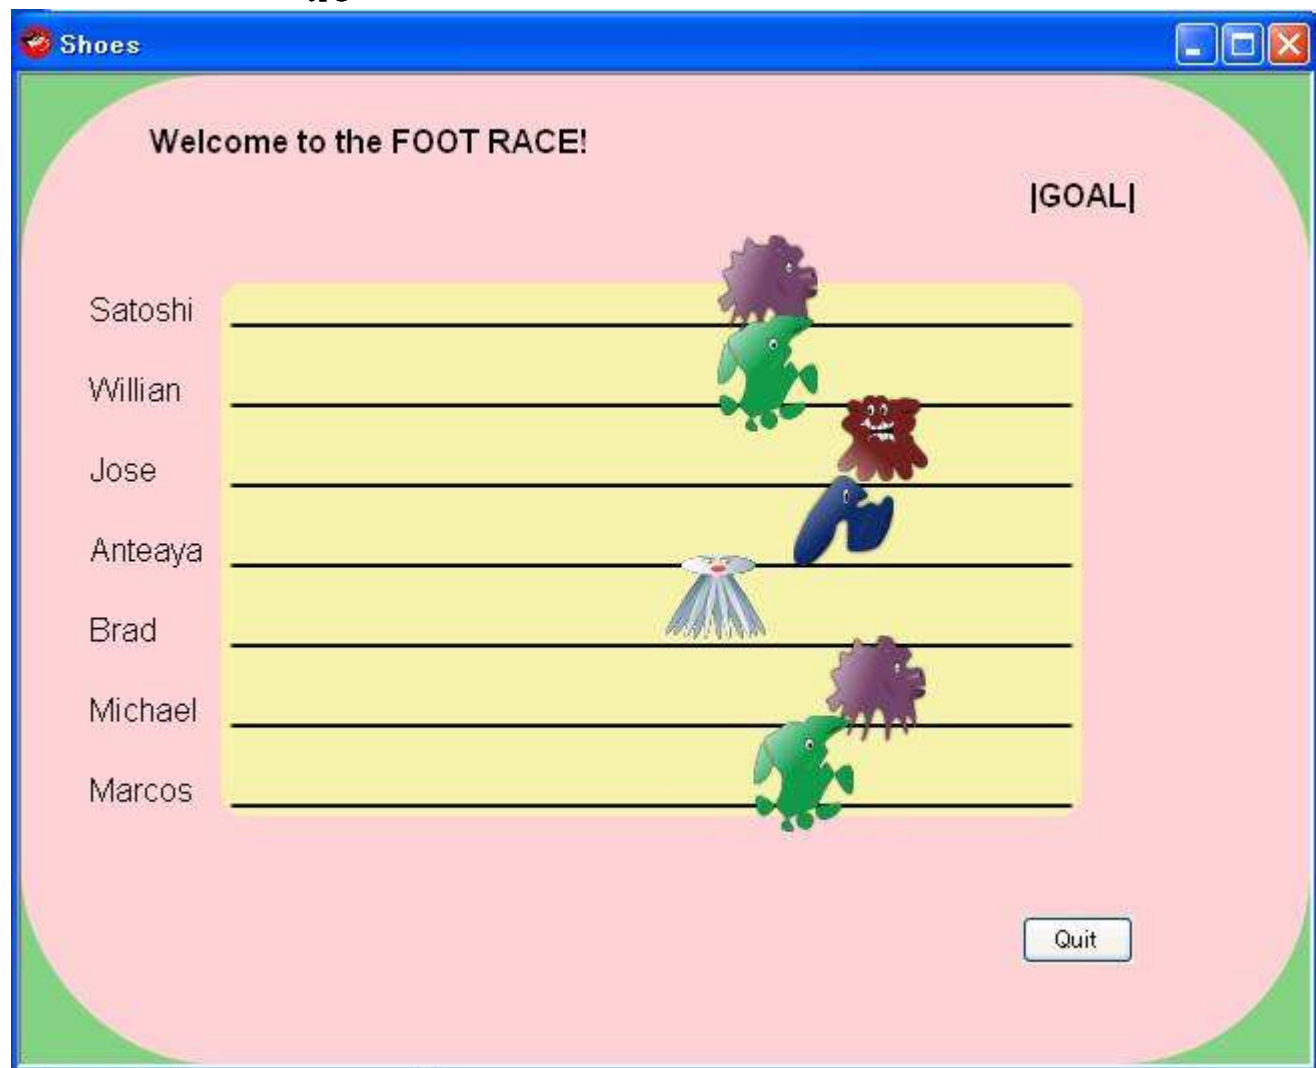 Shoes
Welcome to the FOOT RACE!
|GOAL|
Satoshi
Willian
Jose
Anteaya
Brad
Michael
Marcos
Quit